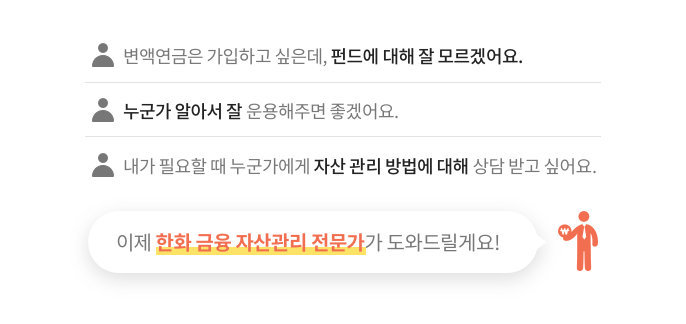 변액연금은 가입하고 싶은데, 펀드에 대해 잘 모르겠어요.
누군가 알아서 잘 운용해주면 좋겠어요.
내가 필요할 때 누군가에게 자산 관리 방법에 대해 상담 받고 싶어요.
이제 한화 금융 자산관리 전문가가 도와드릴게요!
₩